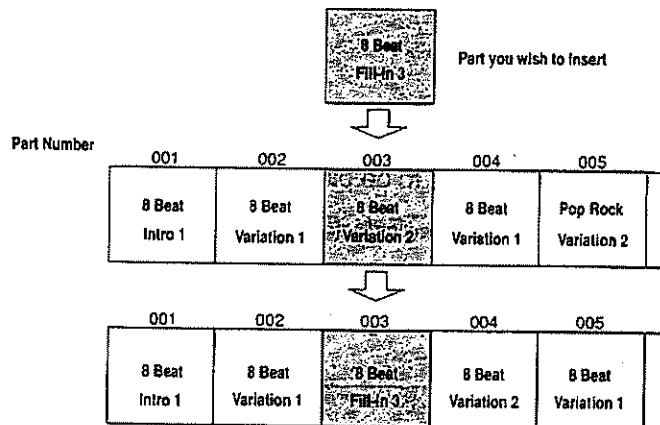 8 Beat
Fill-in 3
Part you wish to insert
Part Number
001 002 003 004 005
8 Beat 8 Beat 8 Beat 8 Beat Pop Rock
Intro 1 Variation 1 Variation 2 Variation 1 Variation 2
001 002 003 004 005
8 Beat 8 Beat 8 Beat 8 Beat 8 Beat
Intro 1 Variation 1 Fill-in 3 Variation 2 Variation 1